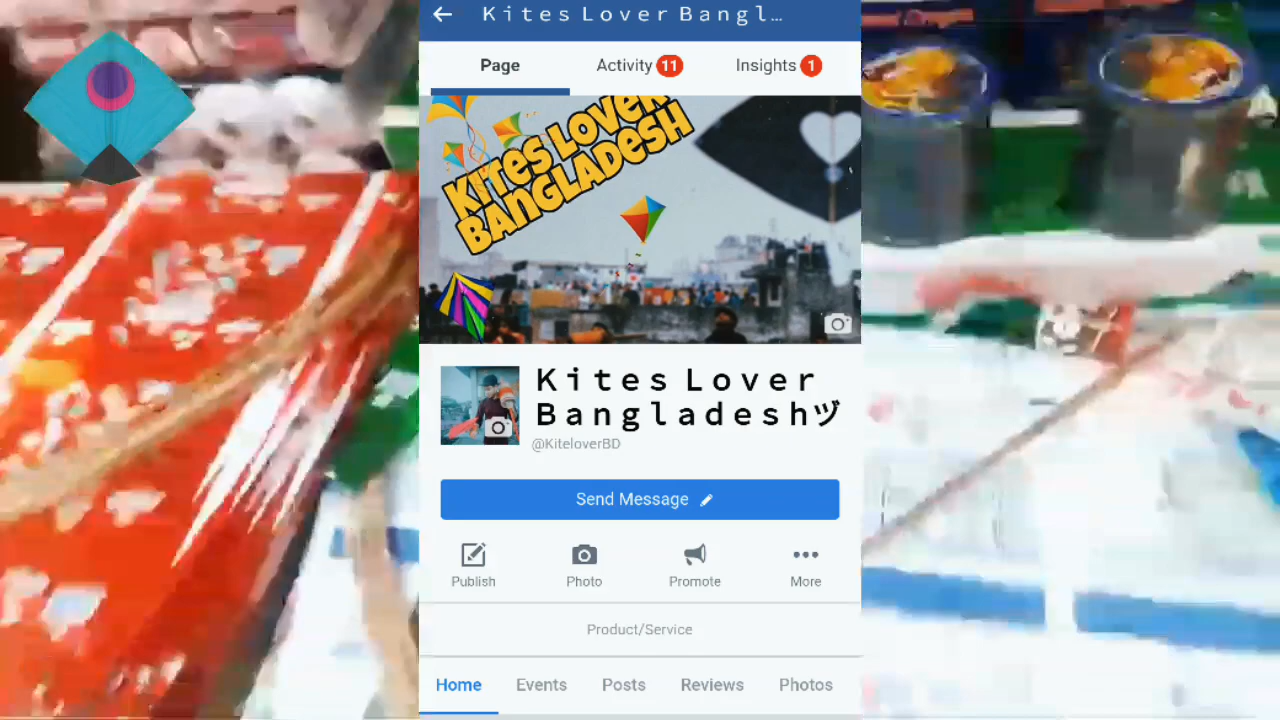 Kites Lover Bangl…
Page
Activity 11
Insights 1
KITES LOVER
BANGLADESH
Kites Lover
Bangladeshヅ
@KiteloverBD
Send Message
Publish
Photo
Promote
More
Product/Service
Home
Events
Posts
Reviews
Photos